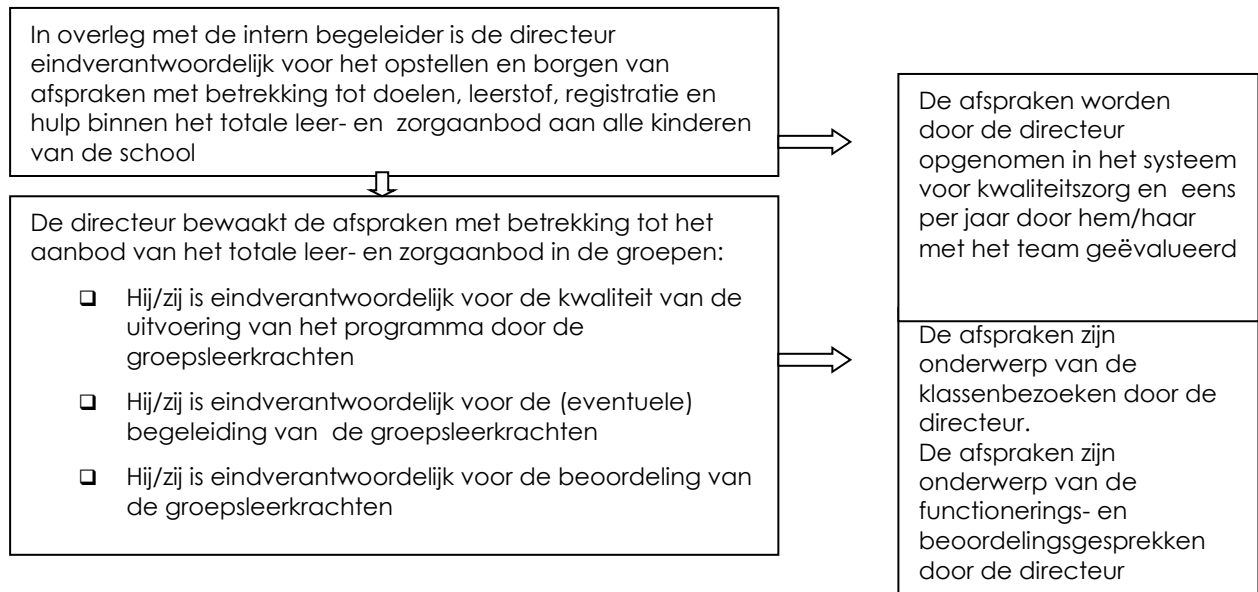 In overleg met de intern begeleider is de directeur
eindverantwoordelijk voor het opstellen en borgen van
afspraken met betrekking tot doelen, leerstof, registratie en
hulp binnen het totale leer- en zorgaanbod aan alle kinderen
van de school
De afspraken worden
door de directeur
opgenomen in het systeem
voor kwaliteitszorg en eens
per jaar door hem/haar
met het team geëvalueerd
De directeur bewaakt de afspraken met betrekking tot het
aanbod van het totale leer- en zorgaanbod in de groepen:
❑ Hij/zij is eindverantwoordelijk voor de kwaliteit van de
uitvoering van het programma door de
groepsleerkrachten
❑ Hij/zij is eindverantwoordelijk voor de (eventuele)
begeleiding van de groepsleerkrachten
❑ Hij/zij is eindverantwoordelijk voor de beoordeling van
de groepsleerkrachten
De afspraken zijn
onderwerp van de
klassenbezoeken door de
directeur.
De afspraken zijn
onderwerp van de
functionerings- en
beoordelingsgesprekken
door de directeur